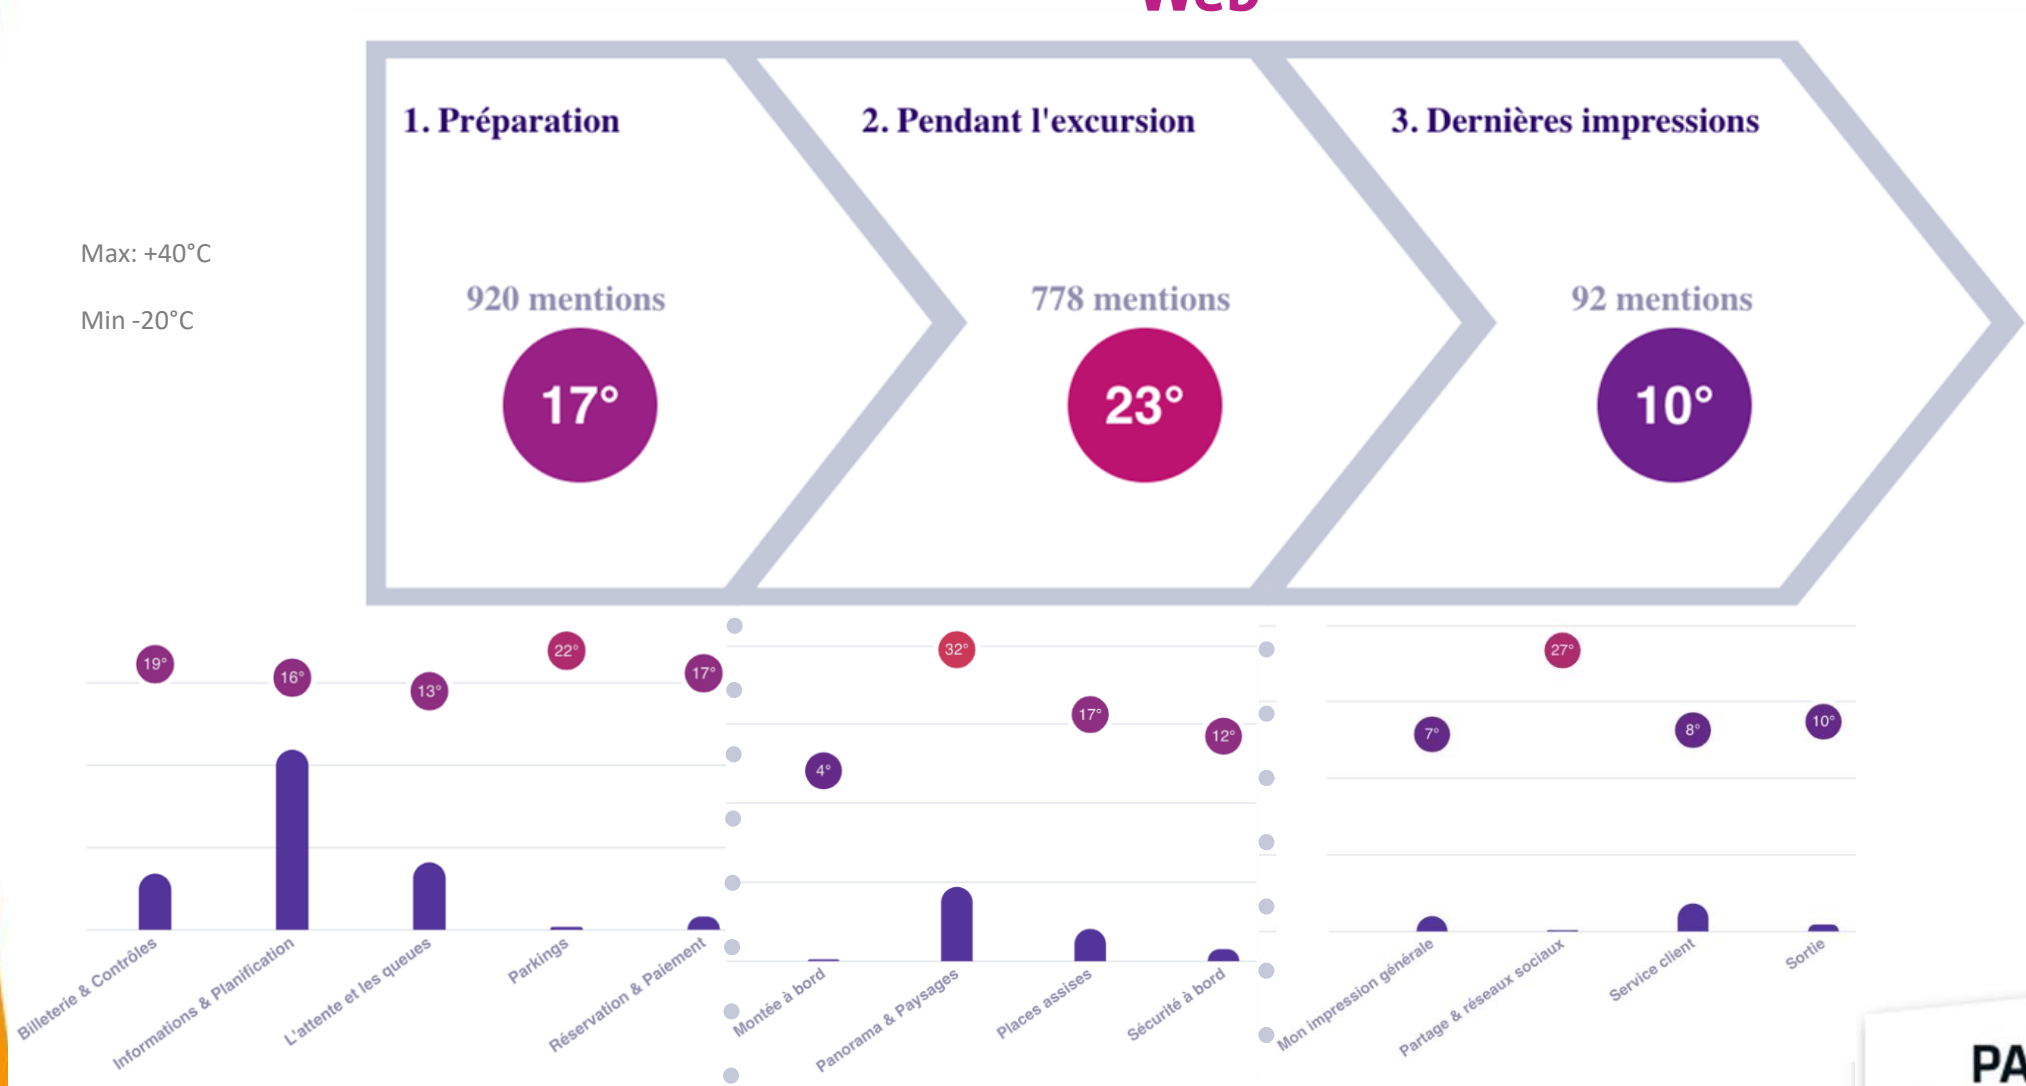 Web
1. Préparation
2. Pendant l'excursion
3. Dernières impressions
Max: +40°C
Min -20°C
920 mentions
778 mentions
92 mentions
17°
23°
10°
19°
16°
13°
22°
17°
32°
4°
17°
12°
27°
7°
8°
10°
Billeterie & Contrôles
Informations & Planification
L'attente et les queues
Parkings
Réservation & Paiement
Montée à bord
Panorama & Paysages
Places assises
Sécurité à bord
Mon impression générale
Partage & réseaux sociaux
Service client
Sortie
PA